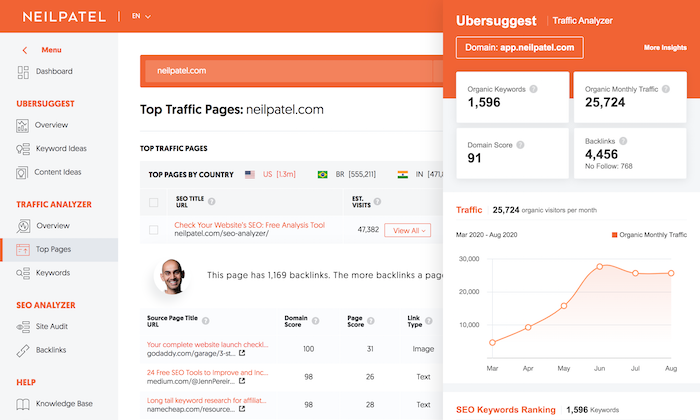 NEILPATEL
EN
Menu
Dashboard
UBERSUGGEST
Overview
Keyword Ideas
Content Ideas
TRAFFIC ANALYZER
Overview
Top Pages
Keywords
SEO ANALYZER
Site Audit
Backlinks
HELP
Knowledge Base
neilpatel.com
Top Traffic Pages: neilpatel.com
TOP TRAFFIC PAGES
TOP PAGES BY COUNTRY US [1.3m] BR [555,211] IN [471,
SEO TITLE
URL
EST.
VISITS
Check Your Website's SEO: Free Analysis Tool
neilpatel.com/seo-analyzer/
47,382 View All
This page has 1,169 backlinks. The more backlinks a page
Source Page Title
URL
Domain
Score
Page
Score
Link
Type
Your complete website launch checkl...
godaddy.com/garage/3-st...
100 31 Image
24 Free SEO Tools to Improve and Inc...
medium.com/@JennPereir...
98 26 Text
Long tail keyword research for affiliat...
namecheap.com/resource...
98 28 Text
Ubersuggest | Traffic Analyzer
Domain: app.neilpatel.com
More Insights
Organic Keywords ?
1,596
Organic Monthly Traffic ?
25,724
Domain Score ?
91
Backlinks ?
4,456
No Follow: 768
Traffic 25,724 organic visitors per month
Mar 2020 - Aug 2020
Organic Monthly Traffic
30,000
20,000
10,000
Mar Apr May Jun Jul Aug
SEO Keywords Ranking 1,596 Keywords